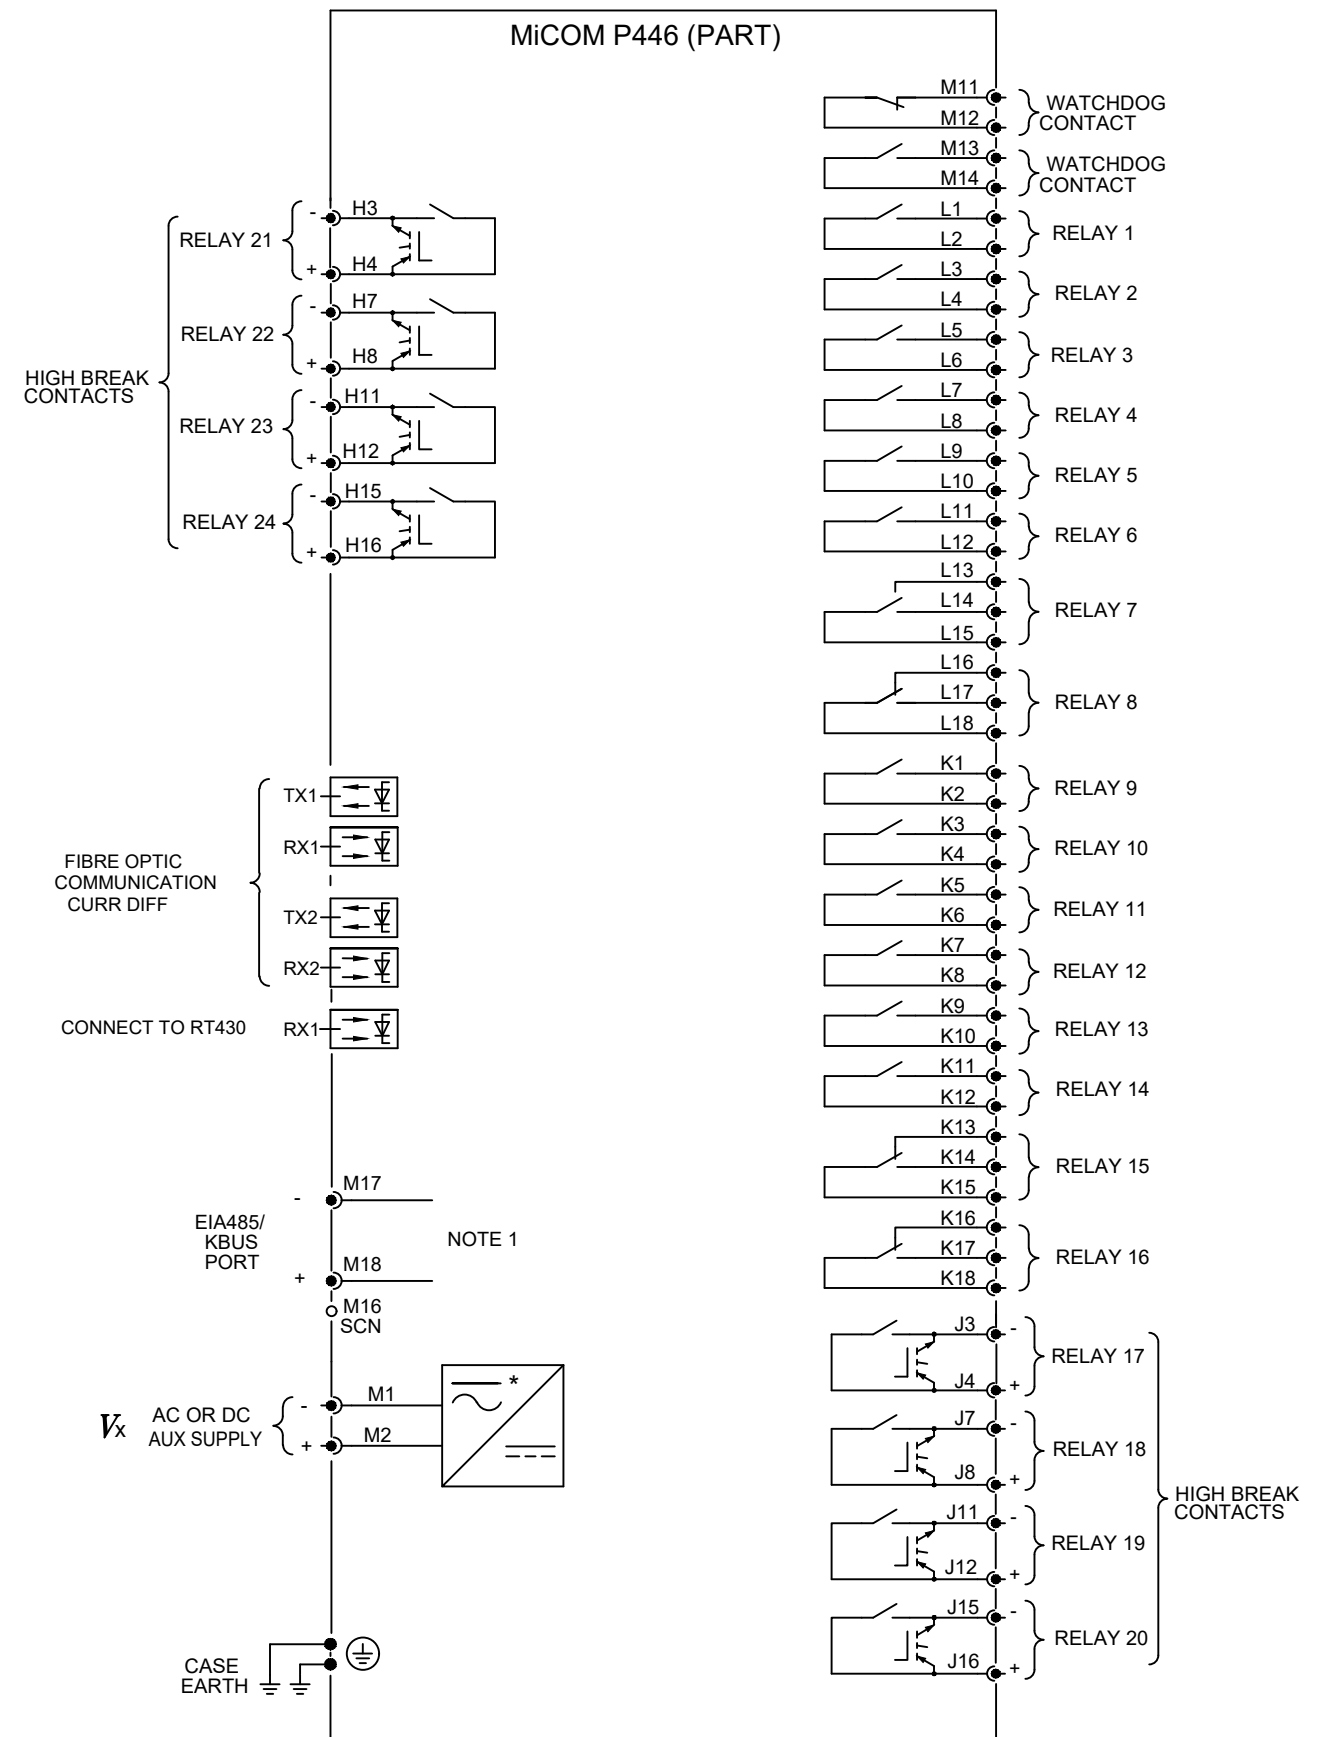 MiCOM P446 (PART)
HIGH BREAK
CONTACTS
RELAY 21
-
H3
+
H4
RELAY 22
-
H7
+
H8
RELAY 23
-
H11
+
H12
RELAY 24
-
H15
+
H16
FIBRE OPTIC
COMMUNICATION
CURR DIFF
TX1
RX1
TX2
RX2
CONNECT TO RT430
RX1
EIA485/
KBUS
PORT
-
M17
NOTE 1
+
M18
M16
SCN
Vx
AC OR DC
AUX SUPPLY
-
M1
+
M2
*
CASE
EARTH
M11
M12
WATCHDOG
CONTACT
M13
M14
WATCHDOG
CONTACT
L1
L2
RELAY 1
L3
L4
RELAY 2
L5
L6
RELAY 3
L7
L8
RELAY 4
L9
L10
RELAY 5
L11
L12
RELAY 6
L13
L14
L15
RELAY 7
L16
L17
L18
RELAY 8
K1
K2
RELAY 9
K3
K4
RELAY 10
K5
K6
RELAY 11
K7
K8
RELAY 12
K9
K10
RELAY 13
K11
K12
RELAY 14
K13
K14
K15
RELAY 15
K16
K17
K18
RELAY 16
J3
-
J4
+
RELAY 17
J7
-
J8
+
RELAY 18
J11
-
J12
+
RELAY 19
J15
-
J16
+
RELAY 20
HIGH BREAK
CONTACTS